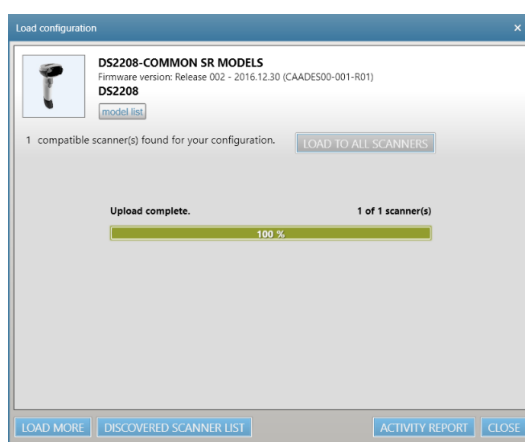 Load configuration
×
DS2208-COMMON SR MODELS
Firmware version: Release 002 - 2016.12.30 (CAADES00-001-R01)
DS2208
model list
1 compatible scanner(s) found for your configuration. LOAD TO ALL SCANNERS
Upload complete. 1 of 1 scanner(s)
100 %
LOAD MORE DISCOVERED SCANNER LIST ACTIVITY REPORT CLOSE